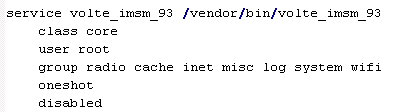 service volte_imsm_93 /vendor/bin/volte_imsm_93
    class core
    user root
    group radio cache inet misc log system wifi
    oneshot
    disabled